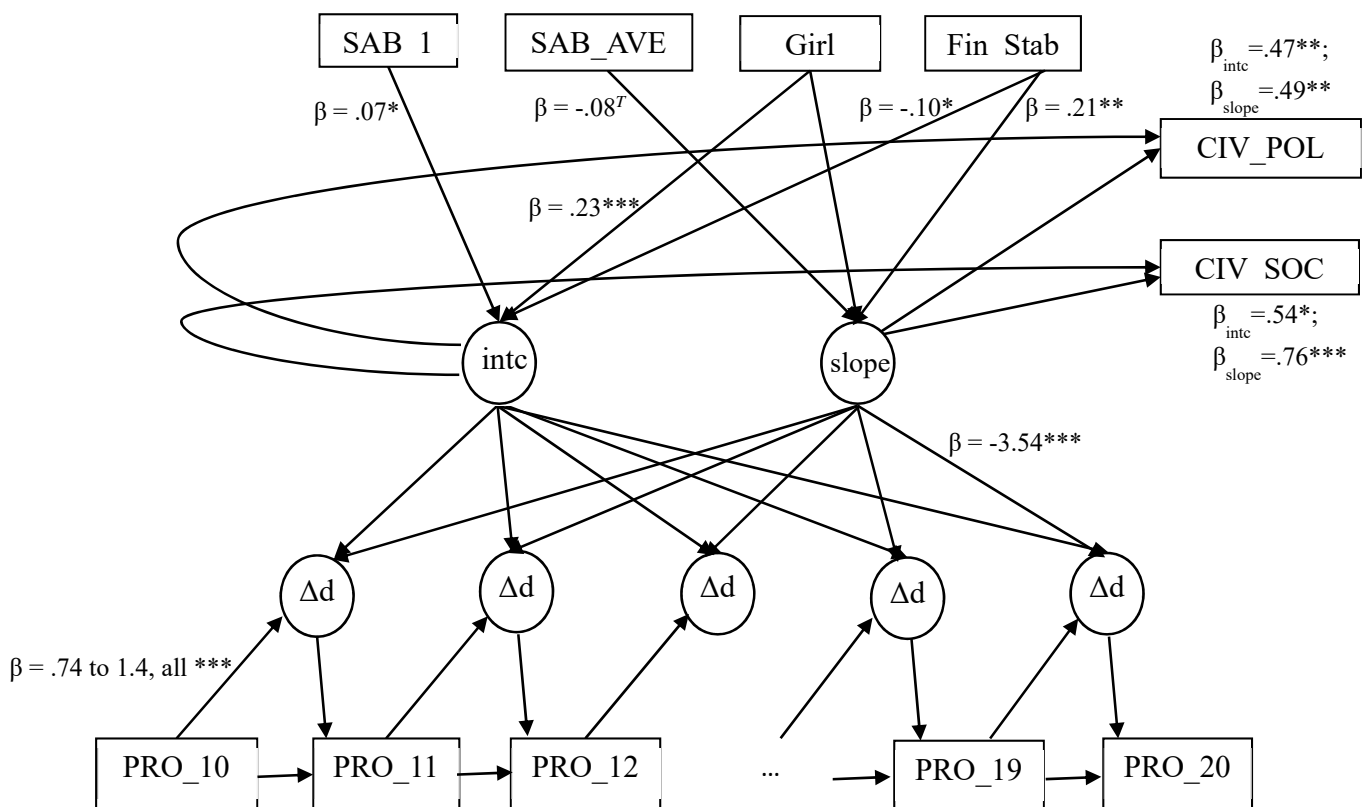 SAB 1
SAB_AVE
Girl
Fin Stab
β = .07*
β = -.08ᵀ
β = -.10*
β = .21**
β = .23***
βintc=.47**;
βslope=.49**
CIV_POL
CIV SOC
βintc=.54*;
βslope=.76***
intc
slope
β = -3.54***
Δd
Δd
Δd
Δd
Δd
β = .74 to 1.4, all ***
PRO_10
PRO_11
PRO_12
...
PRO_19
PRO_20